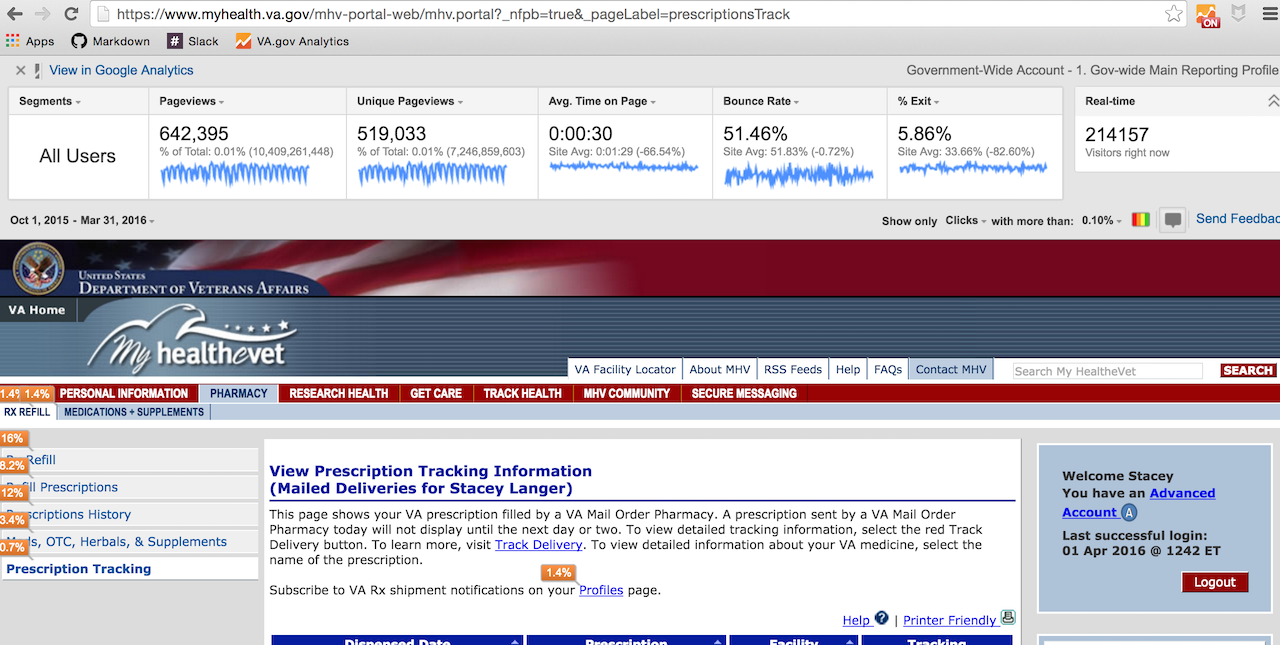 https://www.myhealth.va.gov/mhv-portal-web/mhv.portal?_nfpb=true&_pageLabel=prescriptionsTrack
ON
Apps Markdown Slack VA.gov Analytics
View in Google Analytics Government-Wide Account - 1. Gov-wide Main Reporting Profile
Segments Pageviews Unique Pageviews Avg. Time on Page Bounce Rate % Exit Real-time
All Users
642,395 519,033 0:00:30 51.46% 5.86% 214157
% of Total: 0.01% (10,409,261,448) % of Total: 0.01% (7,246,859,603) Site Avg: 0:01:29 (-66.54%) Site Avg: 51.83% (-0.72%) Site Avg: 33.66% (-82.60%) Visitors right now
Oct 1, 2015 - Mar 31, 2016 Show only Clicks with more than: 0.10% Send Feedbac
United States
Department of Veterans Affairs
VA Home
My healthevet
VA Facility Locator About MHV RSS Feeds Help FAQs Contact MHV Search My HealtheVet SEARCH
1.4% 1.4% PERSONAL INFORMATION PHARMACY RESEARCH HEALTH GET CARE TRACK HEALTH MHV COMMUNITY SECURE MESSAGING
RX REFILL MEDICATIONS + SUPPLEMENTS
16%
Refill
8.2%
Prescriptions
12%
scriptions History
3.4%
s, OTC, Herbals, & Supplements
0.7%
Prescription Tracking
View Prescription Tracking Information
(Mailed Deliveries for Stacey Langer)
This page shows your VA prescription filled by a VA Mail Order Pharmacy. A prescription sent by a VA Mail Order
Pharmacy today will not display until the next day or two. To view detailed tracking information, select the red Track
Delivery button. To learn more, visit Track Delivery. To view detailed information about your VA medicine, select the
name of the prescription.
1.4%
Subscribe to VA Rx shipment notifications on your Profiles page.
Help ? | Printer Friendly
Dispensed Date Prescription Facility Tracking
Welcome Stacey
You have an Advanced
Account A
Last successful login:
01 Apr 2016 @ 1242 ET
Logout